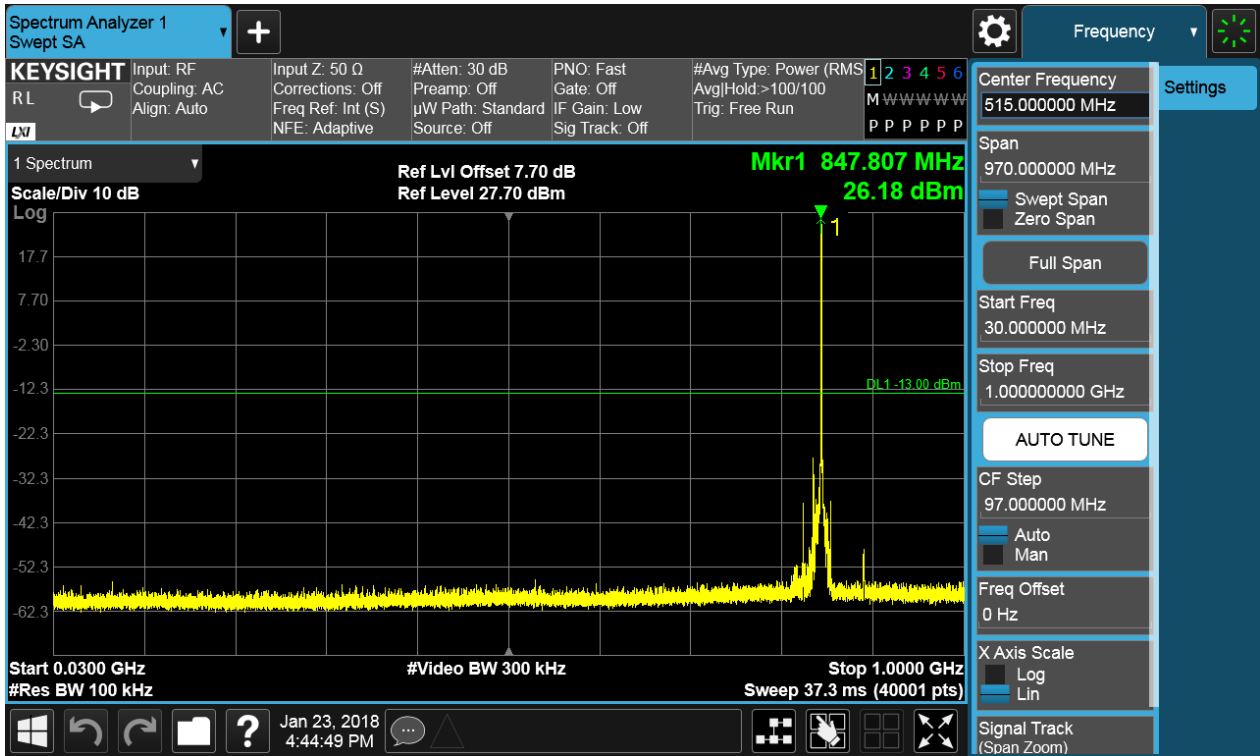 Spectrum Analyzer 1
Swept SA
+
Frequency
KEYSIGHT
RL
LXI
Input: RF
Coupling: AC
Align: Auto
Input Z: 50 Ω
Corrections: Off
Freq Ref: Int (S)
NFE: Adaptive
#Atten: 30 dB
Preamp: Off
µW Path: Standard
Source: Off
PNO: Fast
Gate: Off
IF Gain: Low
Sig Track: Off
#Avg Type: Power (RMS
Avg|Hold:>100/100
Trig: Free Run
1 2 3 4 5 6
M W W W W W
P P P P P P
1 Spectrum
Scale/Div 10 dB
Log
Ref Lvl Offset 7.70 dB
Ref Level 27.70 dBm
Mkr1 847.807 MHz
26.18 dBm
1
17.7
7.70
-2.30
-12.3
-22.3
-32.3
-42.3
-52.3
-62.3
DL1 -13.00 dBm
Start 0.0300 GHz
#Res BW 100 kHz
#Video BW 300 kHz
Stop 1.0000 GHz
Sweep 37.3 ms (40001 pts)
Center Frequency
515.000000 MHz
Span
970.000000 MHz
Swept Span
Zero Span
Full Span
Start Freq
30.000000 MHz
Stop Freq
1.000000000 GHz
AUTO TUNE
CF Step
97.000000 MHz
Auto
Man
Freq Offset
0 Hz
X Axis Scale
Log
Lin
Signal Track
(Span Zoom)
Settings
?
Jan 23, 2018
4:44:49 PM